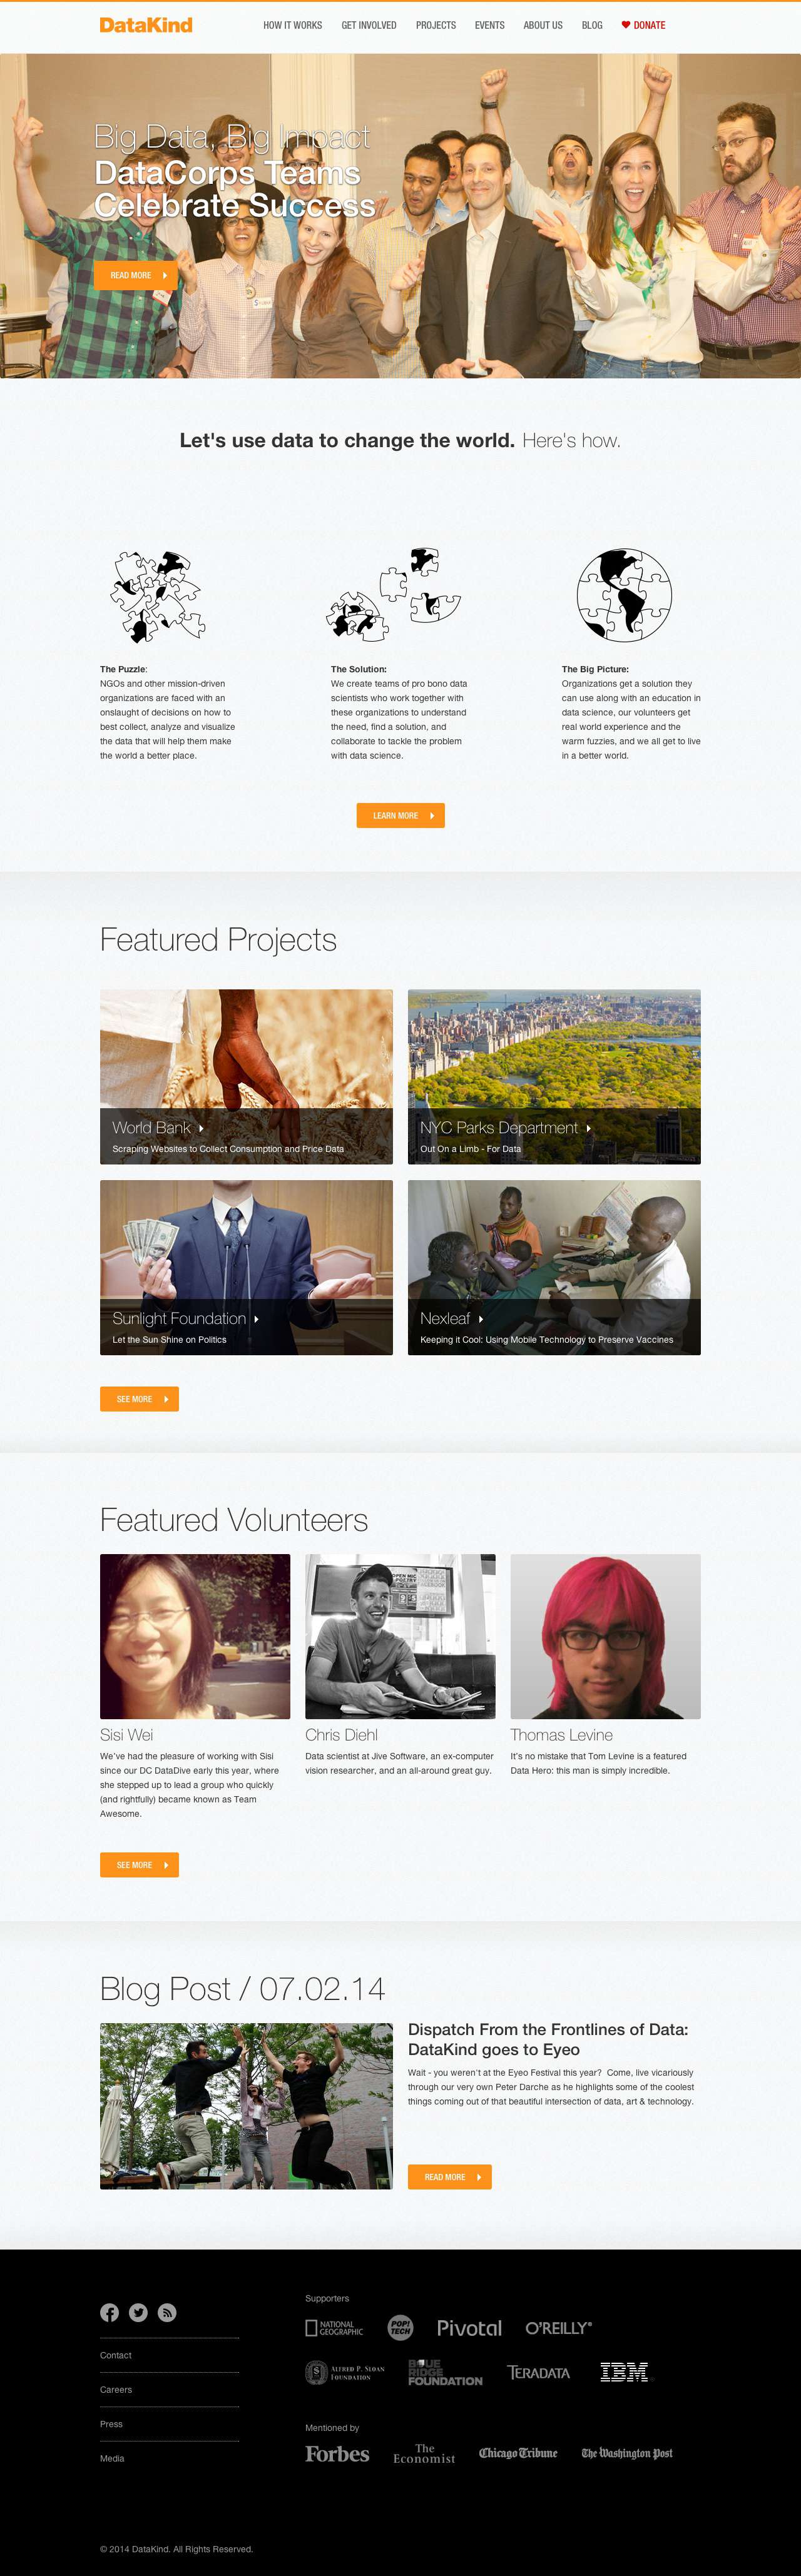 DataKind
HOW IT WORKS
GET INVOLVED
PROJECTS
EVENTS
ABOUT US
BLOG
DONATE
Big Data, Big Impact
DataCorps Teams
Celebrate Success
READ MORE
Let's use data to change the world. Here's how.
The Puzzle:
NGOs and other mission-driven
organizations are faced with an
onslaught of decisions on how to
best collect, analyze and visualize
the data that will help them make
the world a better place.
The Solution:
We create teams of pro bono data
scientists who work together with
these organizations to understand
the need, find a solution, and
collaborate to tackle the problem
with data science.
The Big Picture:
Organizations get a solution they
can use along with an education in
data science, our volunteers get
real world experience and the
warm fuzzies, and we all get to live
in a better world.
LEARN MORE
Featured Projects
World Bank
Scraping Websites to Collect Consumption and Price Data
NYC Parks Department
Out On a Limb - For Data
Sunlight Foundation
Let the Sun Shine on Politics
Nexleaf
Keeping it Cool: Using Mobile Technology to Preserve Vaccines
SEE MORE
Featured Volunteers
OPEN MIC
POETRY
Sisi Wei
We've had the pleasure of working with Sisi
since our DC DataDive early this year, where
she stepped up to lead a group who quickly
(and rightfully) became known as Team
Awesome.
Chris Diehl
Data scientist at Jive Software, an ex-computer
vision researcher, and an all-around great guy.
Thomas Levine
It's no mistake that Tom Levine is a featured
Data Hero: this man is simply incredible.
SEE MORE
Blog Post / 07.02.14
Dispatch From the Frontlines of Data:
DataKind goes to Eyeo
Wait - you weren't at the Eyeo Festival this year? Come, live vicariously
through our very own Peter Darche as he highlights some of the coolest
things coming out of that beautiful intersection of data, art & technology.
READ MORE
Contact
Careers
Press
Media
Supporters
NATIONAL
GEOGRAPHIC
POP!
TECH
Pivotal
O'REILLY®
ALFRED P. SLOAN
FOUNDATION
BLUE
RIDGE
FOUNDATION
TERADATA
IBM
Mentioned by
Forbes
The
Economist
Chicago Tribune
The Washington Post
© 2014 DataKind. All Rights Reserved.